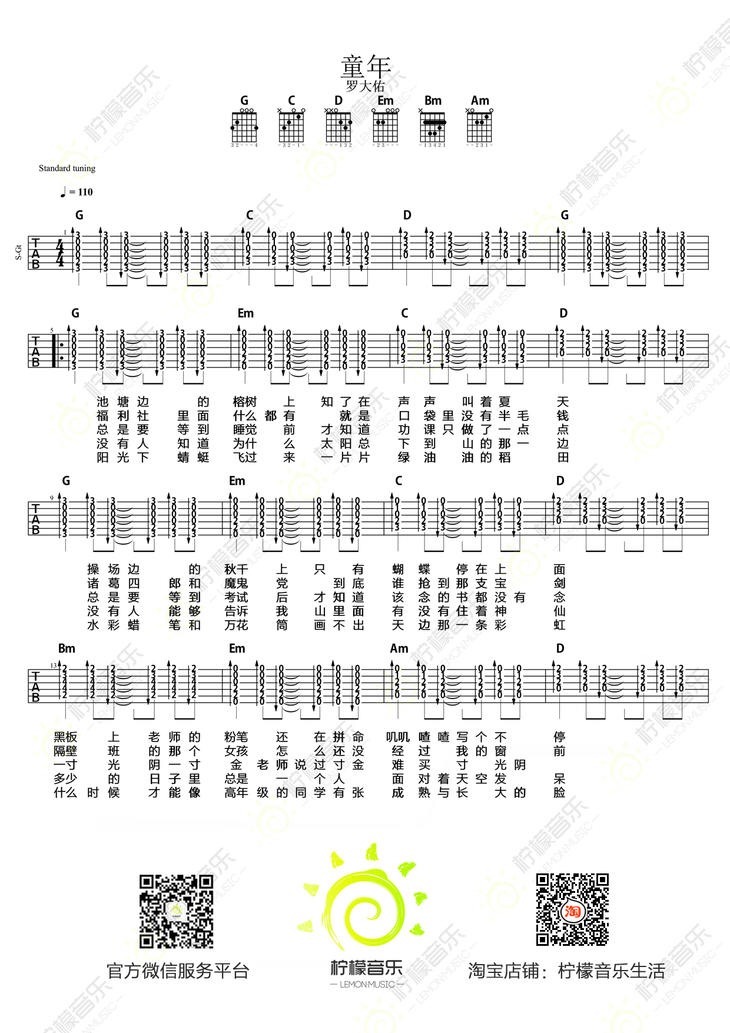 童年
罗大佑
G C D Em Bm Am
Standard tuning
= 110
G C D G
S-Gt
TAB 4/4
1
G Em C D
5
池塘边的榕树上知了在声声叫着夏天
福利社里面什么都有就是口袋里没有半毛钱
总是要等到睡觉前才知道功课只做了一点点
没有人知道为什么太阳总下到山的那一边
阳光下蜻蜓飞过来一片片绿油油的稻田
G Em C D
9
操场边的秋千上只有蝴蝶停在上面
诸葛四郎和魔鬼党到底谁抢到那支宝剑
总是要等到考试后才知道该念的书都没有念
没有人能够告诉我山里面有没有住着神仙
水彩蜡笔和万花筒画不出天边那一条彩虹
Bm Em Am D
13
黑板上老师的粉笔还在拼命叽叽喳喳写个不停
隔壁班的那个女孩怎么还没经过我的窗前
一寸光阴一寸金老师说过寸金难买寸光阴
多少的日子里总是一个人面对着天空发呆
什么时候才能像高年级的同学有张成熟与长大的脸
官方微信服务平台
柠檬音乐
LEMON MUSIC
淘
淘宝店铺：柠檬音乐生活